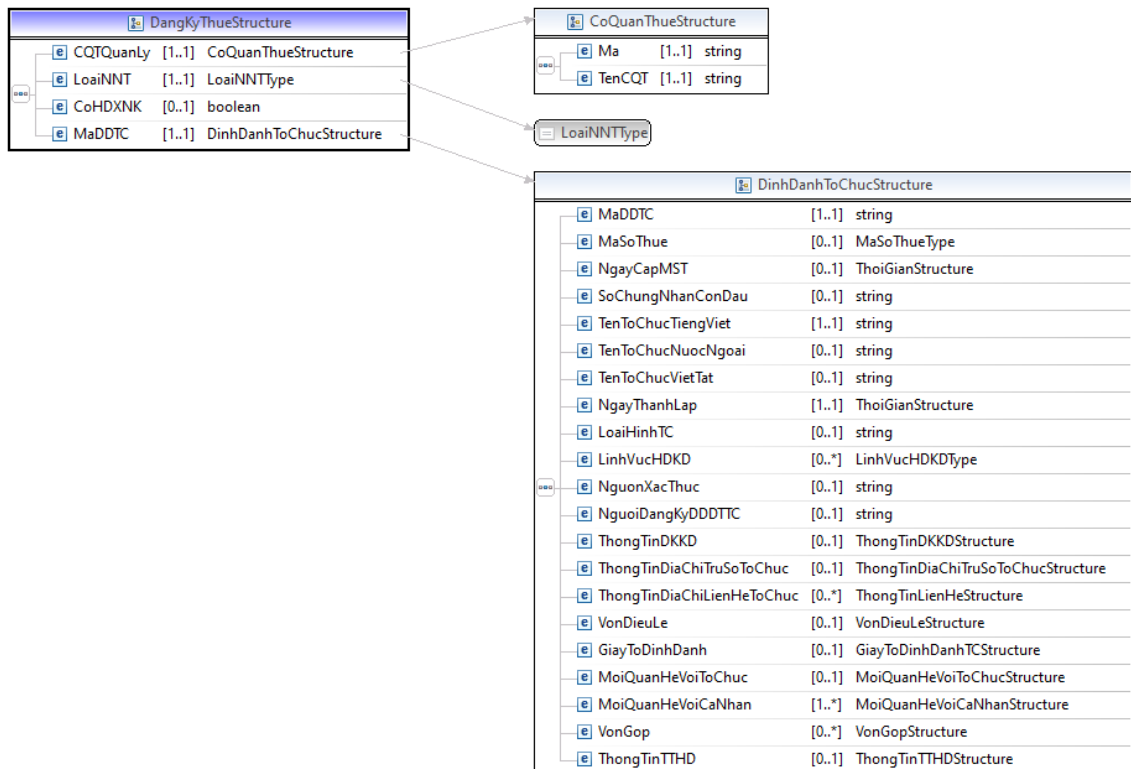 DangKyThueStructure
CQTQuanLy [1..1] CoQuanThueStructure
LoaiNNT [1..1] LoaiNNTType
CoHDXNK [0..1] boolean
MaDDTC [1..1] DinhDanhToChucStructure
CoQuanThueStructure
Ma [1..1] string
TenCQT [1..1] string
LoaiNNTType
DinhDanhToChucStructure
MaDDTC [1..1] string
MaSoThue [0..1] MaSoThueType
NgayCapMST [0..1] ThoiGianStructure
SoChungNhanConDau [0..1] string
TenToChucTiengViet [1..1] string
TenToChucNuocNgoai [0..1] string
TenToChucVietTat [0..1] string
NgayThanhLap [1..1] ThoiGianStructure
LoaiHinhTC [0..1] string
LinhVucHDKD [0..*] LinhVucHDKDType
NguonXacThuc [0..1] string
NguoiDangKyDDDTTC [0..1] string
ThongTinDKKD [0..1] ThongTinDKKDStructure
ThongTinDiaChiTruSoToChuc [0..1] ThongTinDiaChiTruSoToChucStructure
ThongTinDiaChiLienHeToChuc [0..*] ThongTinLienHeStructure
VonDieuLe [0..1] VonDieuLeStructure
GiayToDinhDanh [0..1] GiayToDinhDanhTCStructure
MoiQuanHeVoiToChuc [0..1] MoiQuanHeVoiToChucStructure
MoiQuanHeVoiCaNhan [1..*] MoiQuanHeVoiCaNhanStructure
VonGop [0..*] VonGopStructure
ThongTinTTHD [0..1] ThongTinTTHDStructure